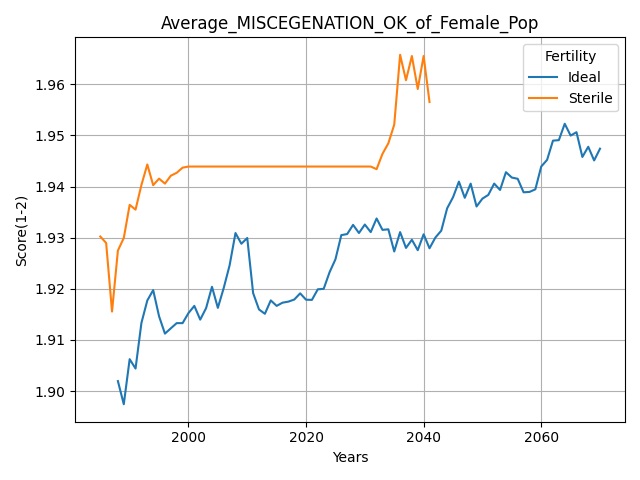 Average_MISCEGENATION_OK_of_Female_Pop
Fertility
Ideal
Sterile
1.96
1.95
1.94
1.93
1.92
1.91
1.90
Score(1-2)
2000 2020 2040 2060
Years